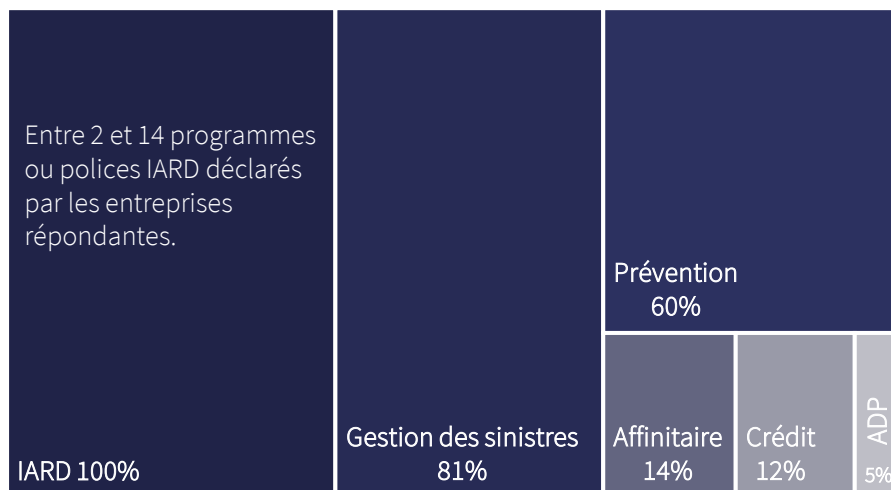 Entre 2 et 14 programmes
ou polices IARD déclarés
par les entreprises
répondantes.
IARD 100%
Gestion des sinistres
81%
Prévention
60%
Affinitaire
14%
Crédit
12%
ADP
5%